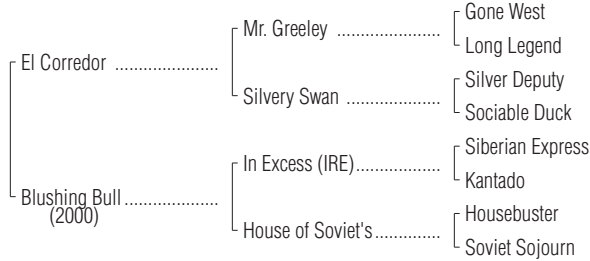 Gone West
Mr. Greeley ....................
Long Legend
El Corredor ....................
Silver Deputy
Silvery Swan ..................
Sociable Duck
Siberian Express
In Excess (IRE)................
Kantado
Blushing Bull ..................
(2000)
Housebuster
House of Soviet's.............
Soviet Sojourn